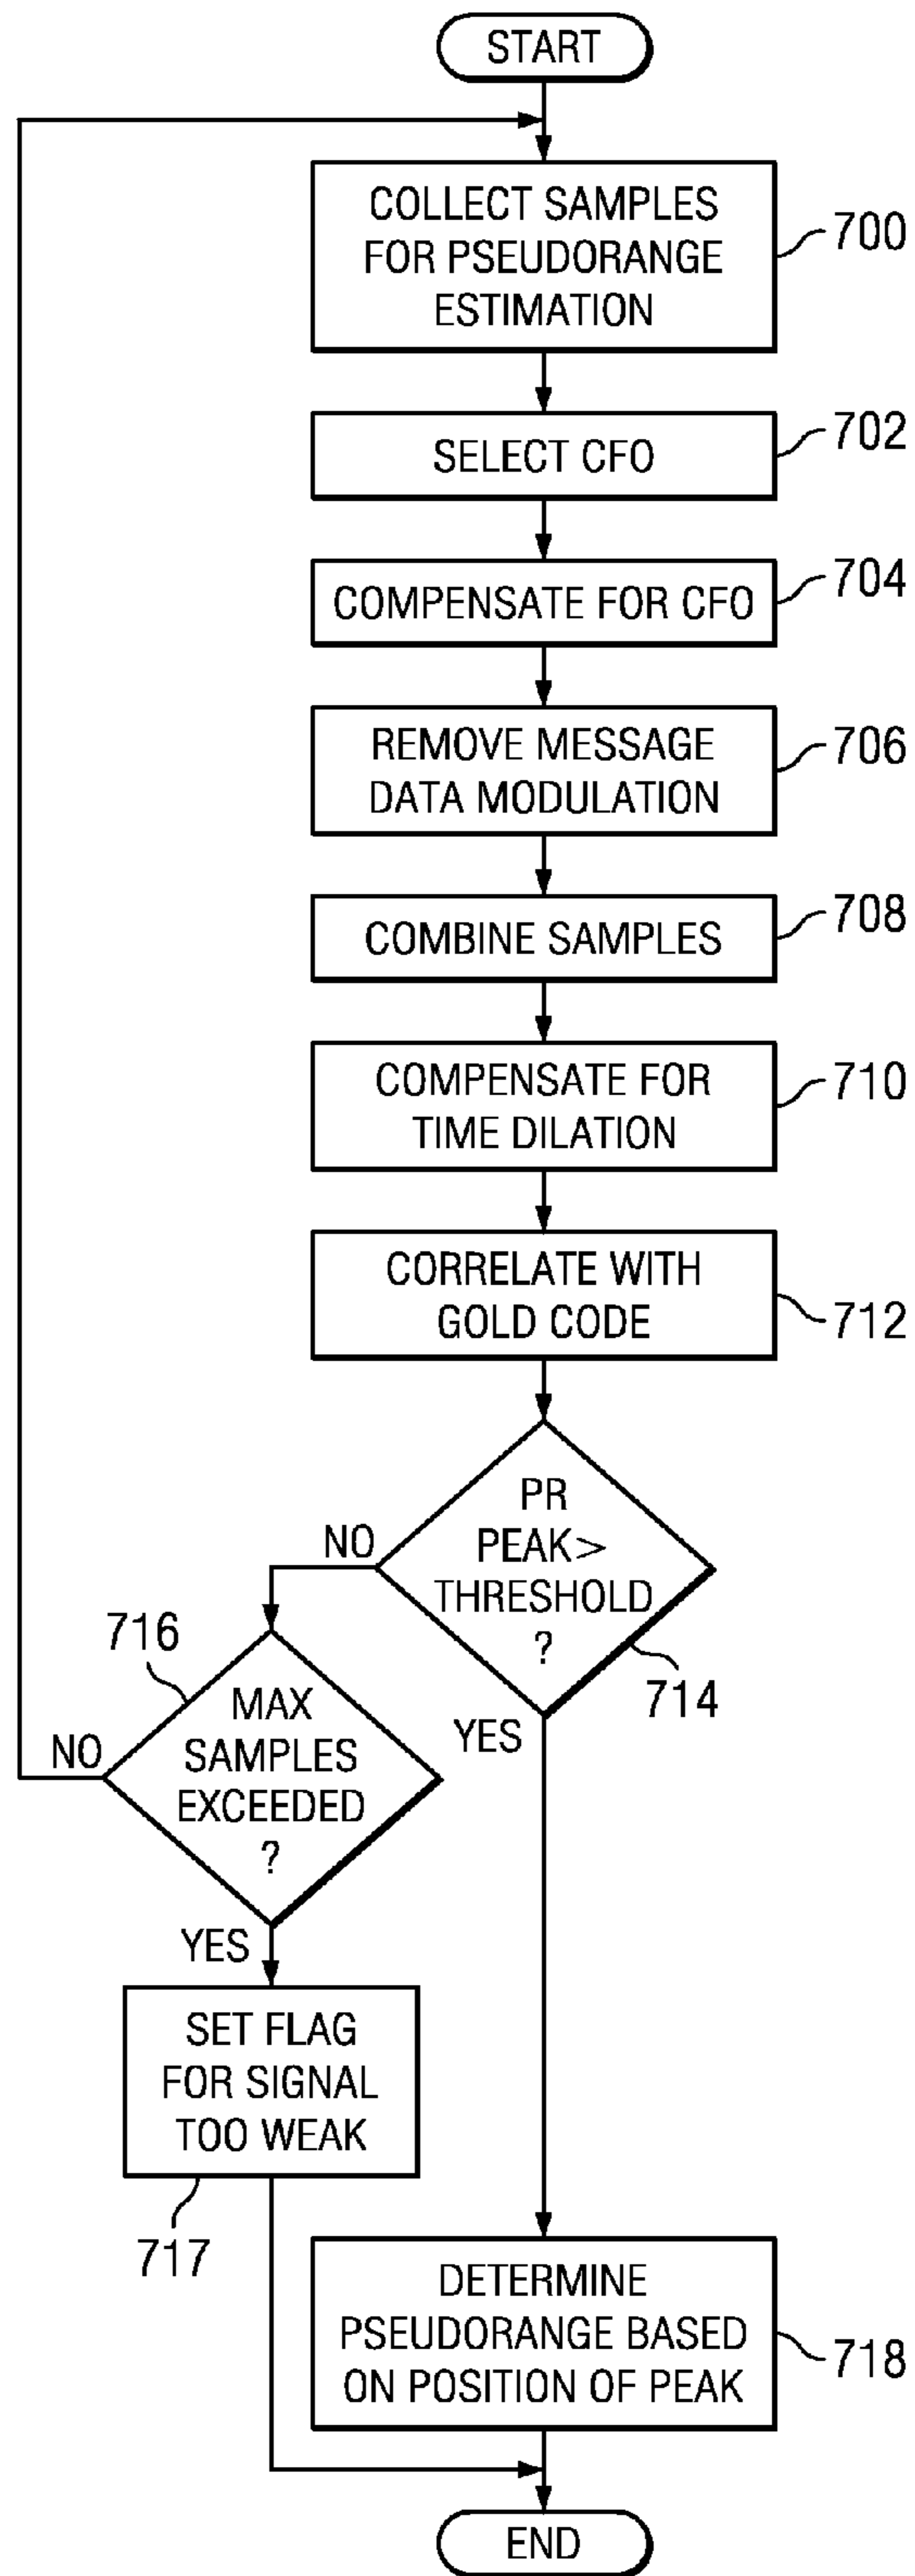 START
COLLECT SAMPLES
FOR PSEUDORANGE
ESTIMATION
700
SELECT CFO
702
COMPENSATE FOR CFO
704
REMOVE MESSAGE
DATA MODULATION
706
COMBINE SAMPLES
708
COMPENSATE FOR
TIME DILATION
710
CORRELATE WITH
GOLD CODE
712
PR
PEAK>
THRESHOLD
?
714
NO
YES
716
MAX
SAMPLES
EXCEEDED
?
NO
YES
SET FLAG
FOR SIGNAL
TOO WEAK
717
DETERMINE
PSEUDORANGE BASED
ON POSITION OF PEAK
718
END